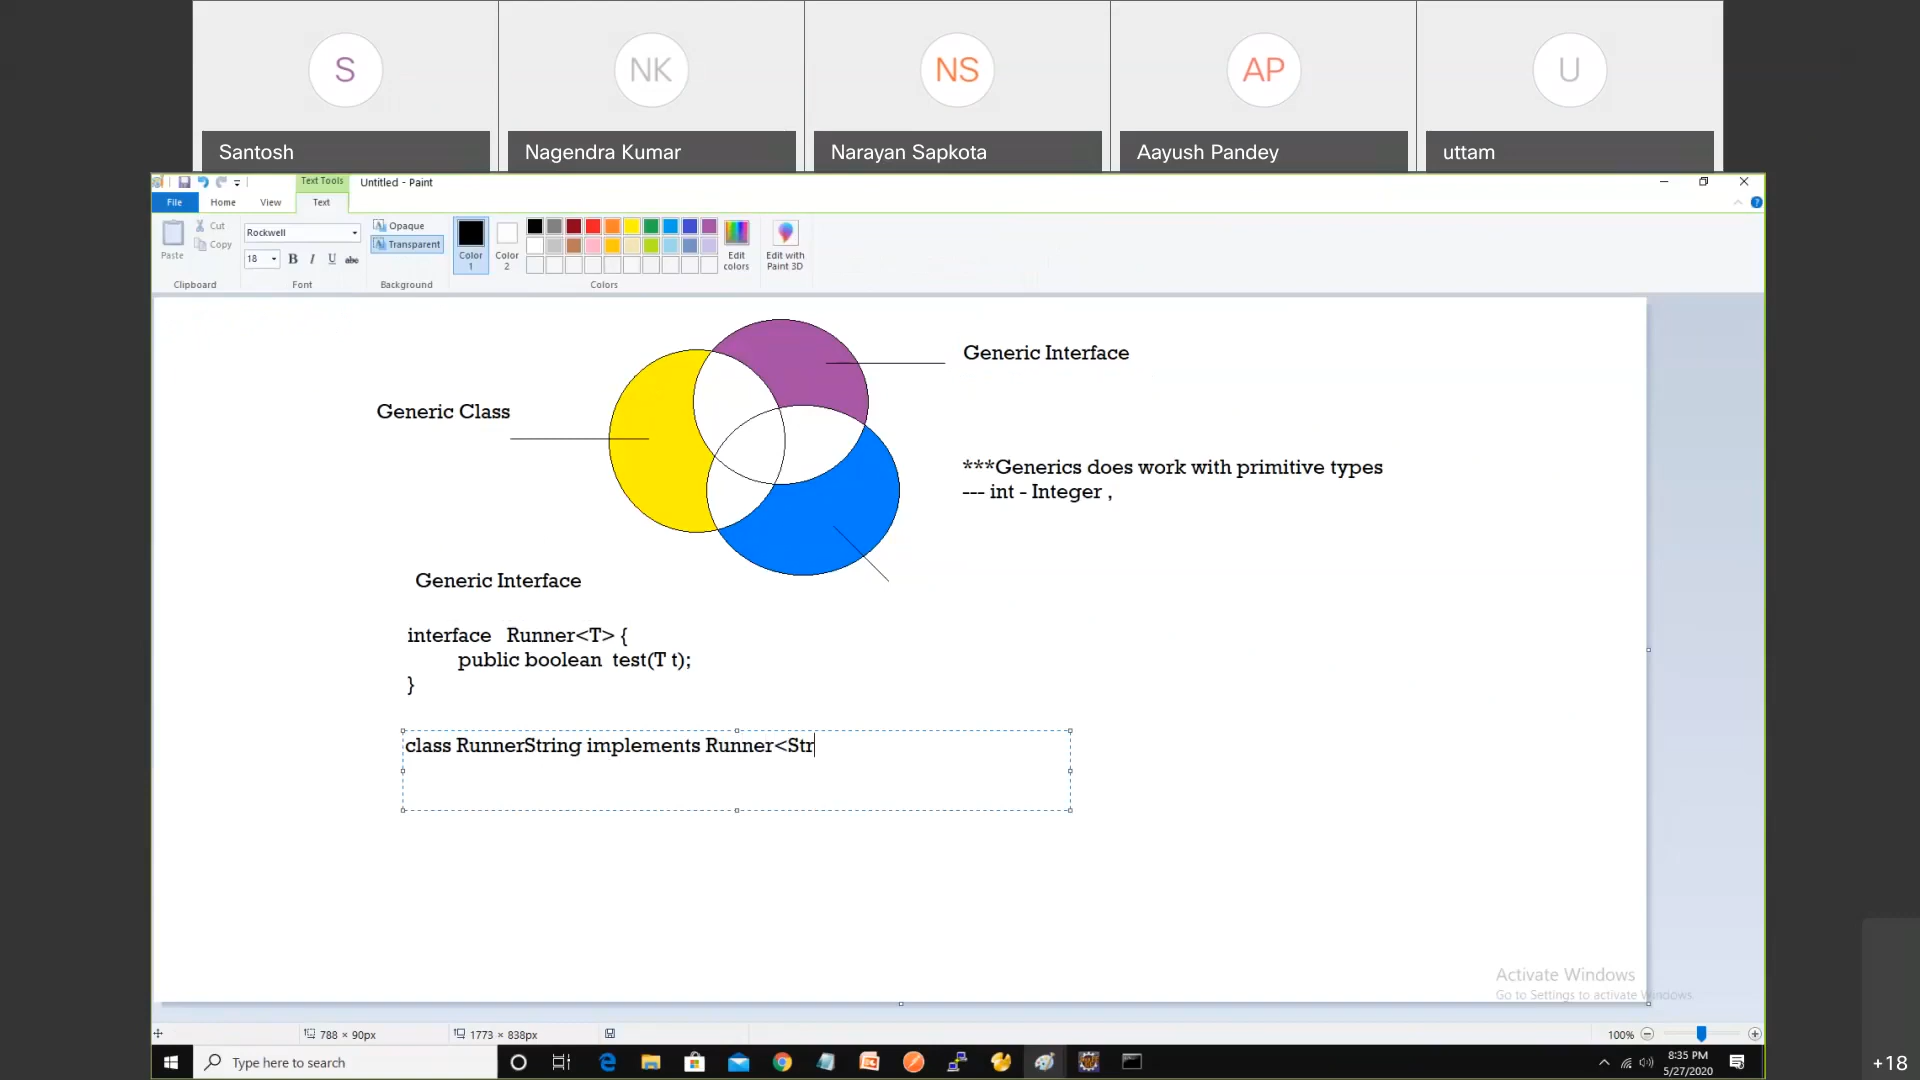 S
NK
NS
AP
U
Santosh
Nagendra Kumar
Narayan Sapkota
Aayush Pandey
uttam
Text Tools
Untitled - Paint
File
Home
View
Text
Paste
Cut
Copy
Clipboard
Rockwell
18
B I U abc
Font
Opaque
Transparent
Background
Color 1
Color 2
Edit colors
Colors
Edit with Paint 3D
Generic Interface
Generic Class
***Generics does work with primitive types
--- int - Integer ,
Generic Interface
interface Runner<T> {
public boolean test(T t);
}
class RunnerString implements Runner<Str
Activate Windows
Go to Settings to activate Windows.
788 × 90px
1773 × 838px
100%
Type here to search
8:35 PM
5/27/2020
+18